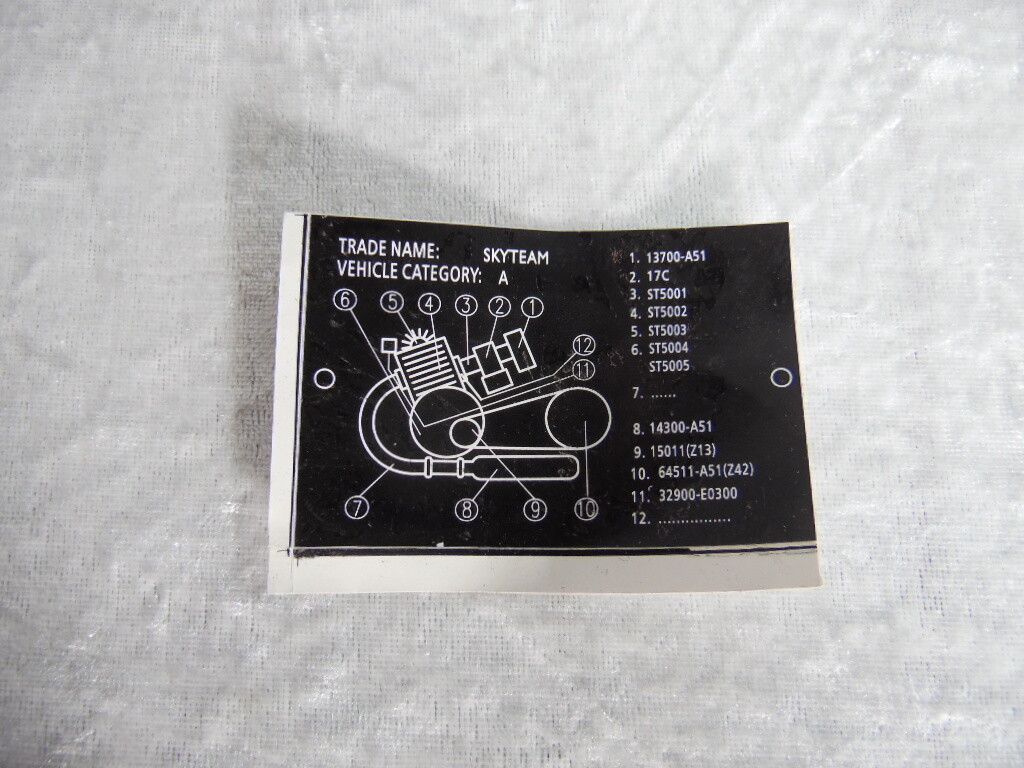 TRADE NAME: SKYTEAM
VEHICLE CATEGORY: A
6 5 4 3 2 1
12
11
7 8 9 10
1. 13700-A51
2. 17C
3. ST5001
4. ST5002
5. ST5003
6. ST5004
ST5005
7. ......
8. 14300-A51
9. 15011(Z13)
10. 64511-A51(Z42)
11. 32900-E0300
12. ................